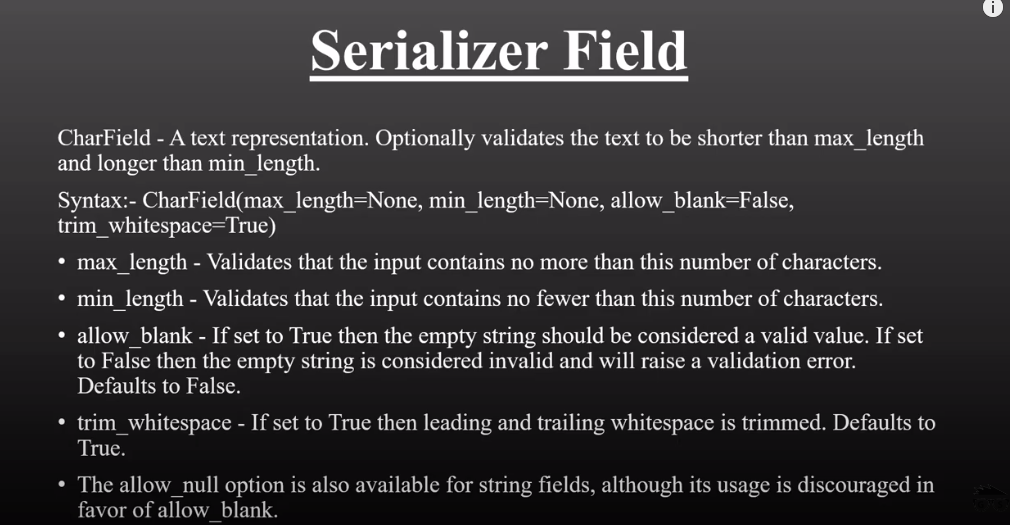 Serializer Field
CharField - A text representation. Optionally validates the text to be shorter than max_length
and longer than min_length.
Syntax:- CharField(max_length=None, min_length=None, allow_blank=False,
trim_whitespace=True)
• max_length - Validates that the input contains no more than this number of characters.
• min_length - Validates that the input contains no fewer than this number of characters.
• allow_blank - If set to True then the empty string should be considered a valid value. If set
to False then the empty string is considered invalid and will raise a validation error.
Defaults to False.
• trim_whitespace - If set to True then leading and trailing whitespace is trimmed. Defaults to
True.
• The allow_null option is also available for string fields, although its usage is discouraged in
favor of allow_blank.